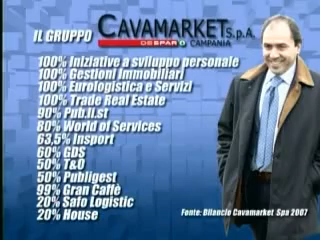 IL GRUPPO CAVAMARKET S.p.A.
DESPAR CAMPANIA
100% Iniziative a sviluppo personale
100% Gestioni Immobiliari
100% Eurologistica e Servizi
100% Trade Real Estate
90% Pub.li.st
80% World of Services
63,5% Insport
60% GDS
50% T&O
50% Publigest
99% Gran Caffè
20% Safo Logistic
20% House
Fonte: Bilancio Cavamarket Spa 2007